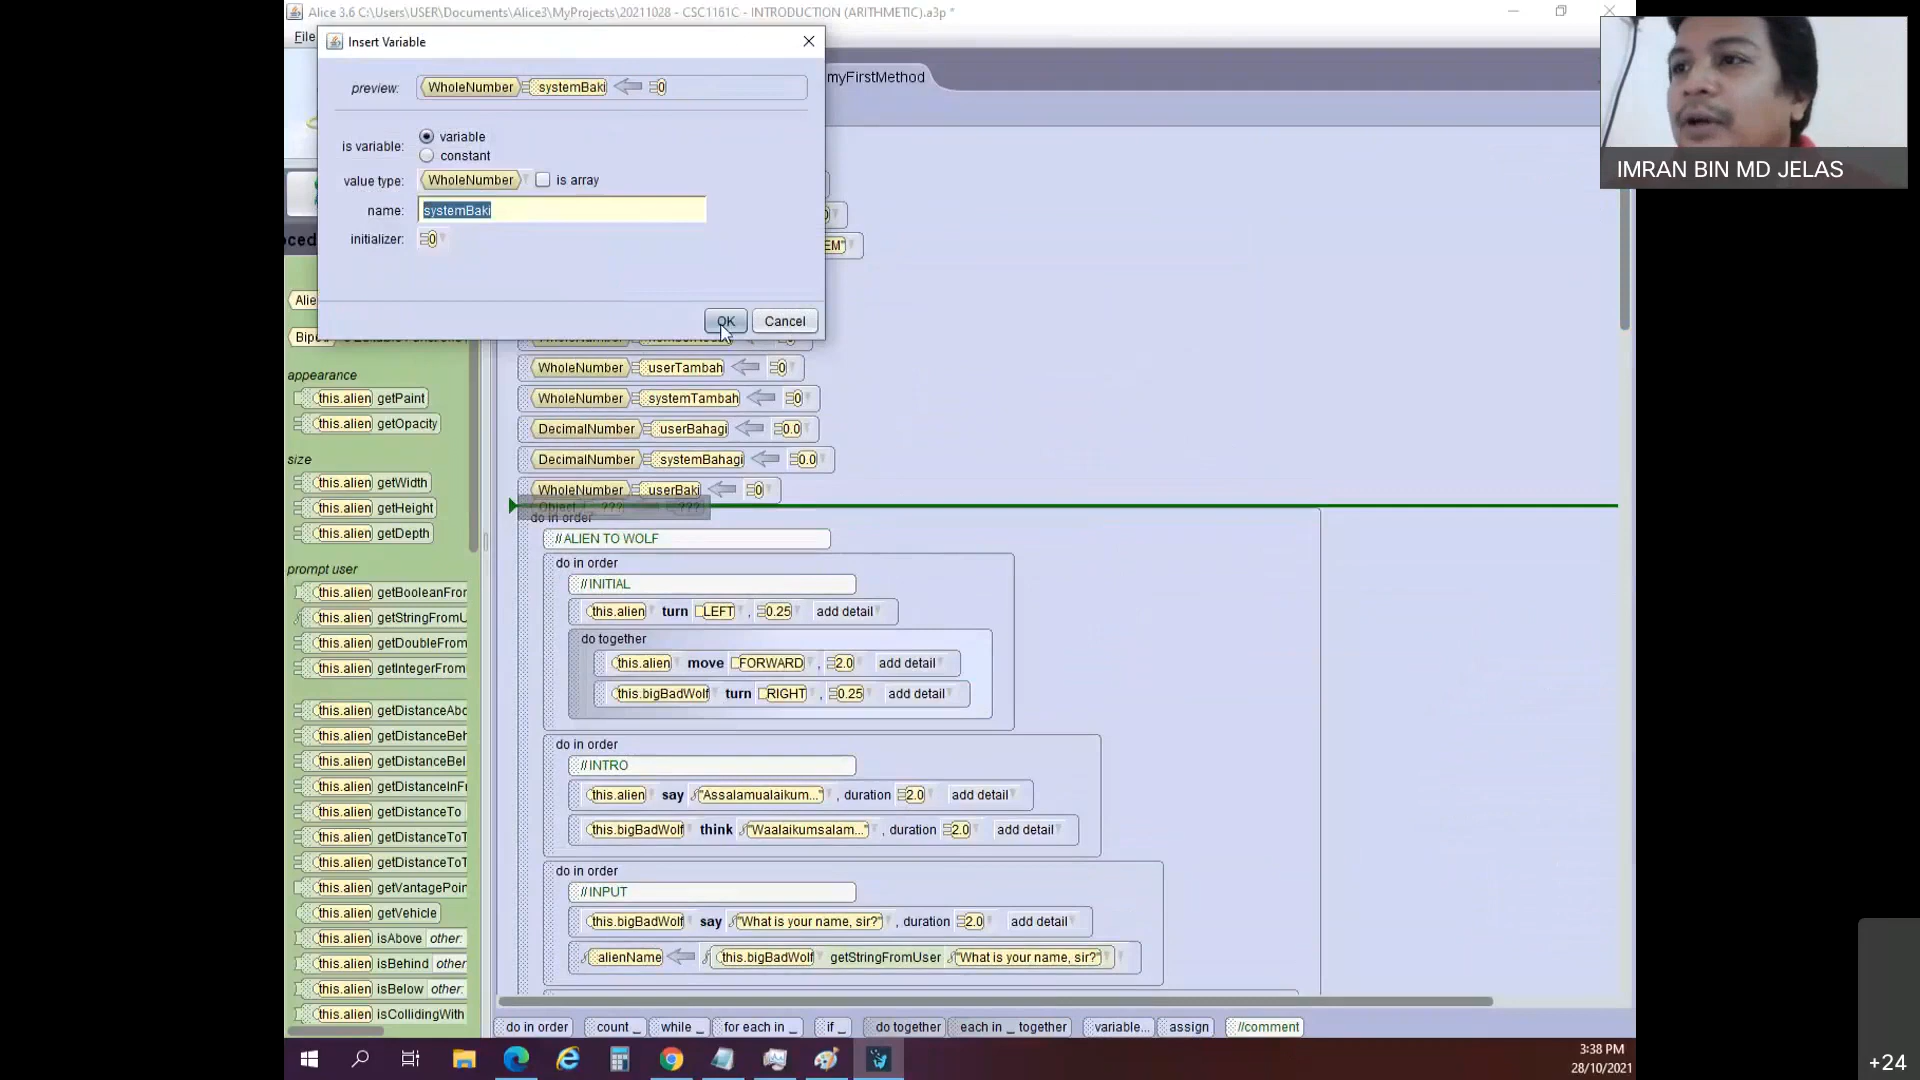 Alice 3.6 C:\Users\USER\Documents\Alice3\MyProjects\20211028 - CSC1161C - INTRODUCTION (ARITHMETIC).a3p *
File
Insert Variable
preview: WholeNumber systemBaki 0
is variable: variable
constant
value type: WholeNumber is array
name: systemBaki
initializer: 0
OK Cancel
myFirstMethod
IMRAN BIN MD JELAS
EM"
WholeNumber userTambah 0
WholeNumber systemTambah 0
DecimalNumber userBahagi 0.0
DecimalNumber systemBahagi 0.0
WholeNumber userBaki 0
Object ??? ???
do in order
//ALIEN TO WOLF
do in order
//INITIAL
this.alien turn LEFT , 0.25 add detail
do together
this.alien move FORWARD , 2.0 add detail
this.bigBadWolf turn RIGHT , 0.25 add detail
do in order
//INTRO
this.alien say "Assalamualaikum..." , duration 2.0 add detail
this.bigBadWolf think "Waalaikumsalam..." , duration 2.0 add detail
do in order
//INPUT
this.bigBadWolf say "What is your name, sir?" , duration 2.0 add detail
alienName this.bigBadWolf getStringFromUser "What is your name, sir?"
appearance
this.alien getPaint
this.alien getOpacity
size
this.alien getWidth
this.alien getHeight
this.alien getDepth
prompt user
this.alien getBooleanFror
this.alien getStringFromU
this.alien getDoubleFrom
this.alien getIntegerFrom
this.alien getDistanceAbo
this.alien getDistanceBeh
this.alien getDistanceBel
this.alien getDistanceInFr
this.alien getDistanceTo
this.alien getDistanceToT
this.alien getDistanceToT
this.alien getVantagePoin
this.alien getVehicle
this.alien isAbove other:
this.alien isBehind other
this.alien isBelow other:
this.alien isCollidingWith
do in order count _ while _ for each in _ if _ do together each in _ together variable... assign //comment
3:38 PM
28/10/2021
+24